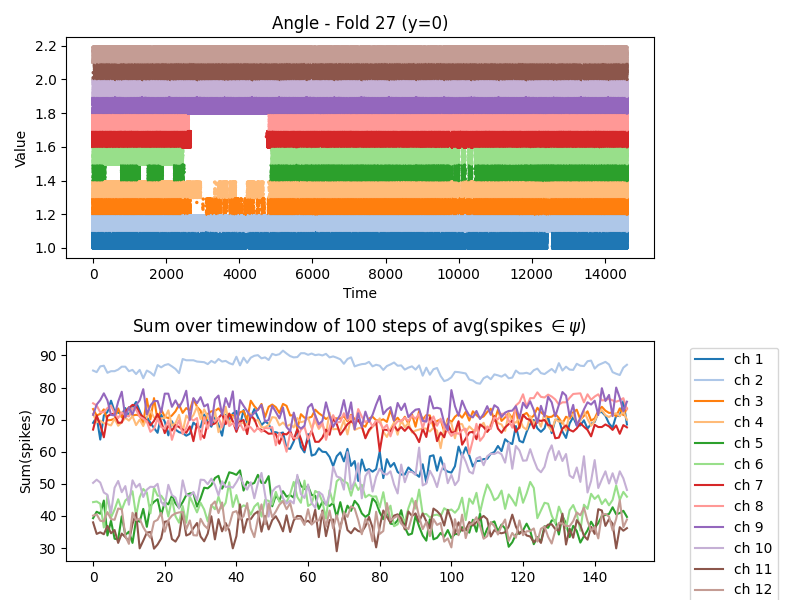 Angle - Fold 27 (y=0)
Value
2.2
2.0
1.8
1.6
1.4
1.2
1.0
0 2000 4000 6000 8000 10000 12000 14000
Time
Sum over timewindow of 100 steps of avg(spikes ∈ ψ)
Sum(spikes)
90
80
70
60
50
40
30
0 20 40 60 80 100 120 140
ch 1
ch 2
ch 3
ch 4
ch 5
ch 6
ch 7
ch 8
ch 9
ch 10
ch 11
ch 12